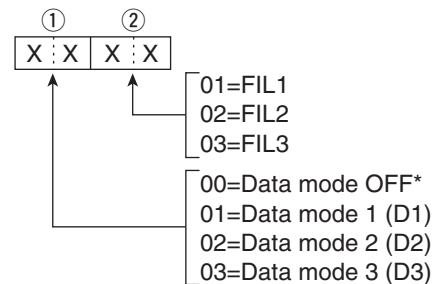 ① ②
X X X X
01=FIL1
02=FIL2
03=FIL3
00=Data mode OFF*
01=Data mode 1 (D1)
02=Data mode 2 (D2)
03=Data mode 3 (D3)